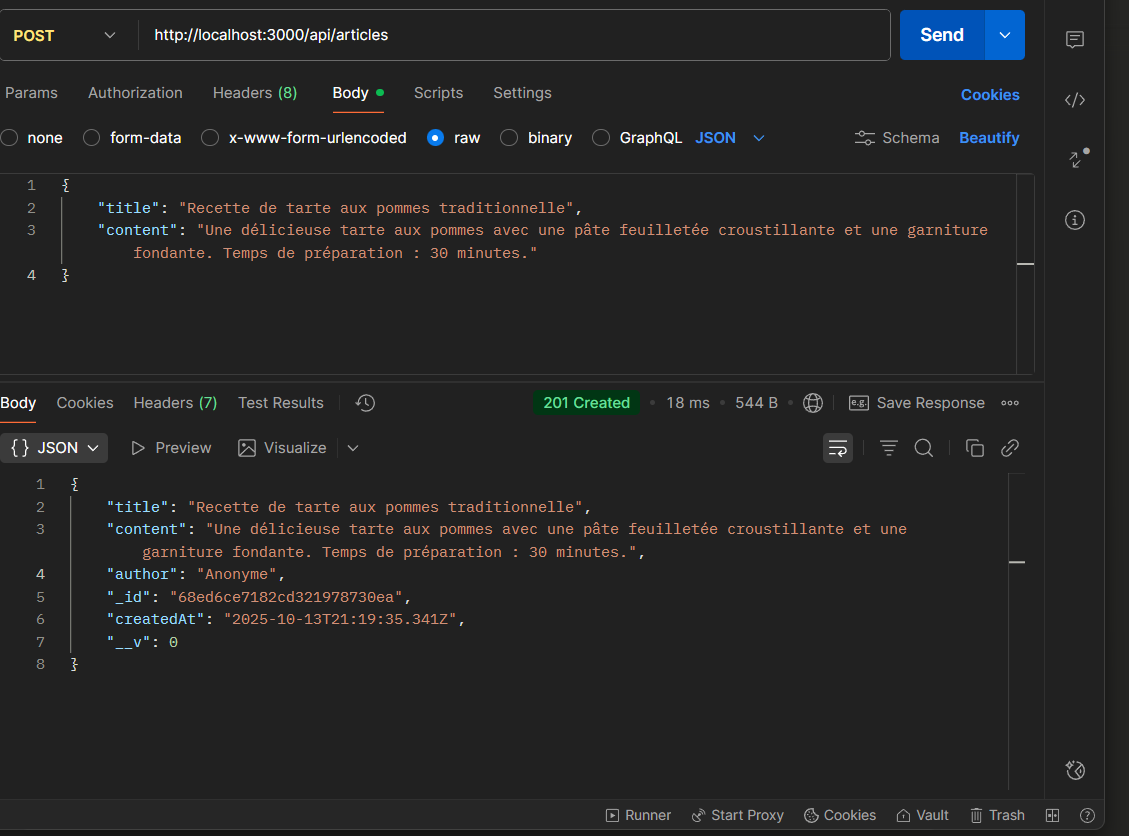 POST http://localhost:3000/api/articles Send
Params Authorization Headers (8) Body Scripts Settings Cookies
none form-data x-www-form-urlencoded raw binary GraphQL JSON Schema Beautify
1 {
2 "title": "Recette de tarte aux pommes traditionnelle",
3 "content": "Une délicieuse tarte aux pommes avec une pâte feuilletée croustillante et une garniture
fondante. Temps de préparation : 30 minutes."
4 }
Body Cookies Headers (7) Test Results 201 Created • 18 ms • 544 B • e.g. Save Response
{} JSON Preview Visualize
1 {
2 "title": "Recette de tarte aux pommes traditionnelle",
3 "content": "Une délicieuse tarte aux pommes avec une pâte feuilletée croustillante et une
garniture fondante. Temps de préparation : 30 minutes.",
4 "author": "Anonyme",
5 "_id": "68ed6ce7182cd321978730ea",
6 "createdAt": "2025-10-13T21:19:35.341Z",
7 "__v": 0
8 }
Runner Start Proxy Cookies Vault Trash